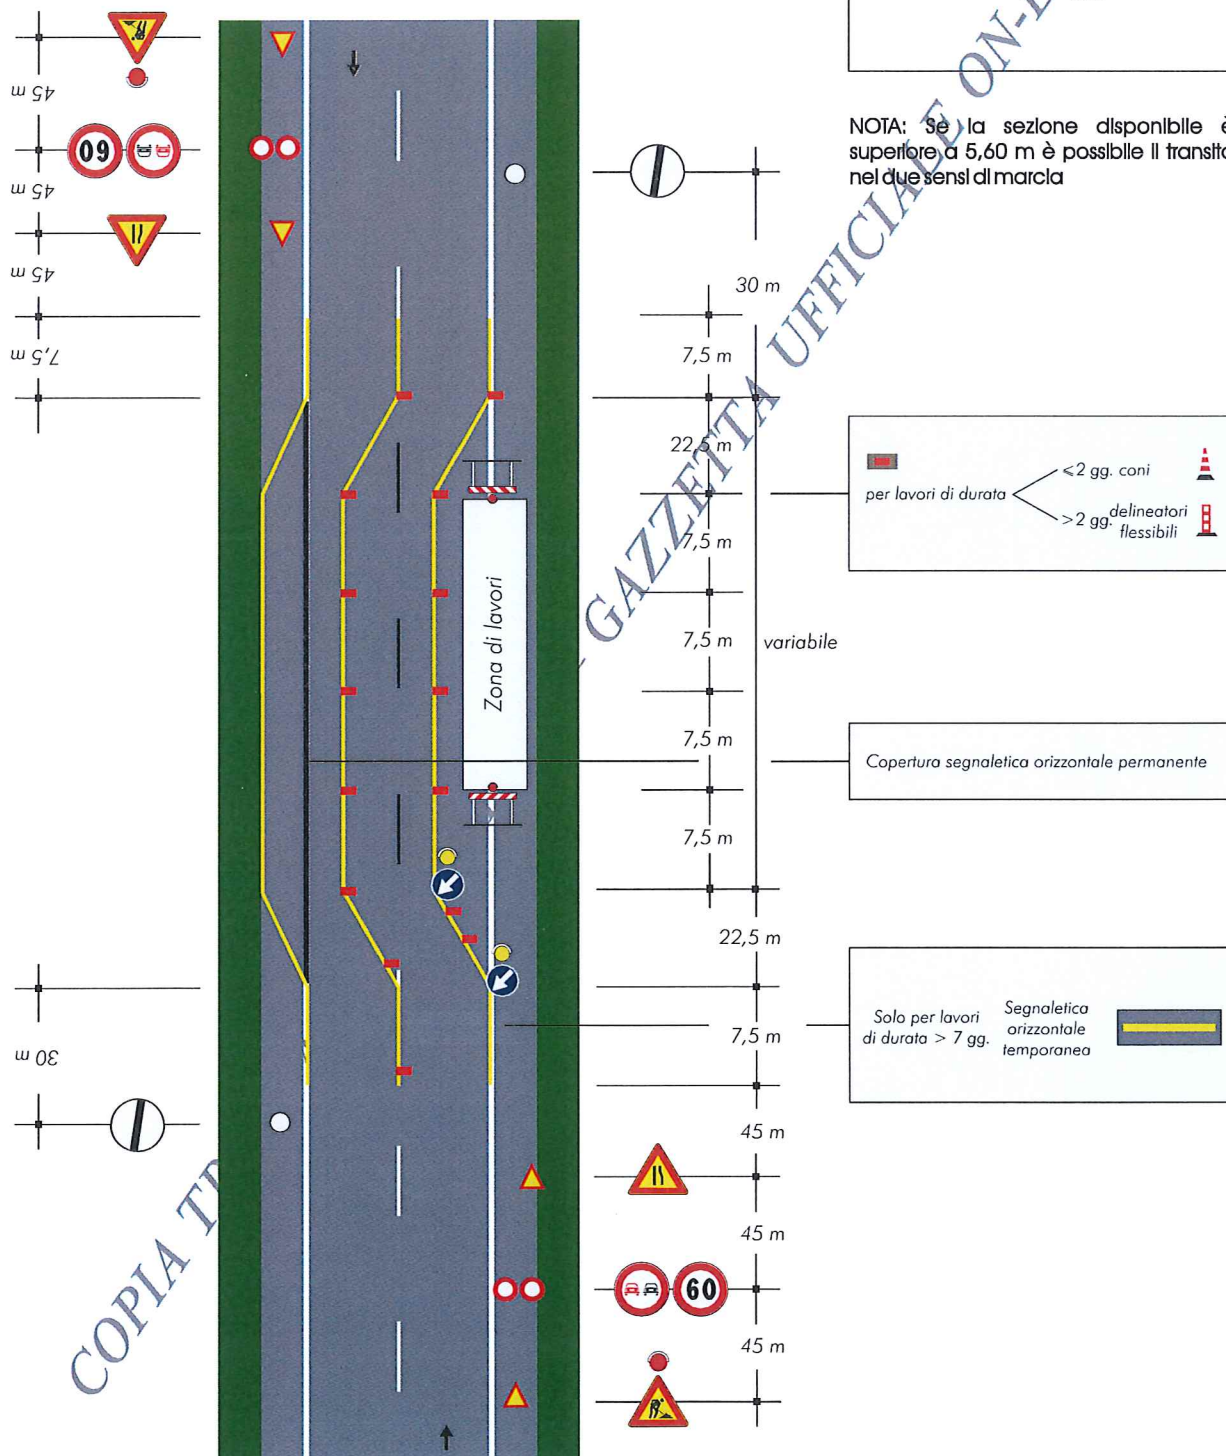 NOTA: Se la sezione disponibile è
superiore a 5,60 m è possibile il transito
nei due sensi di marcia
45 m
60
45 m
45 m
7,5 m
30 m
7,5 m
22,5 m
7,5 m
7,5 m
variabile
7,5 m
7,5 m
22,5 m
7,5 m
45 m
45 m
60
45 m
30 m
Zona di lavori
per lavori di durata
<2 gg. coni
>2 gg. delineatori
flessibili
Copertura segnaletica orizzontale permanente
Solo per lavori
di durata > 7 gg.
Segnaletica
orizzontale
temporanea
COPIA
GAZZETTA UFFICIALE ON-